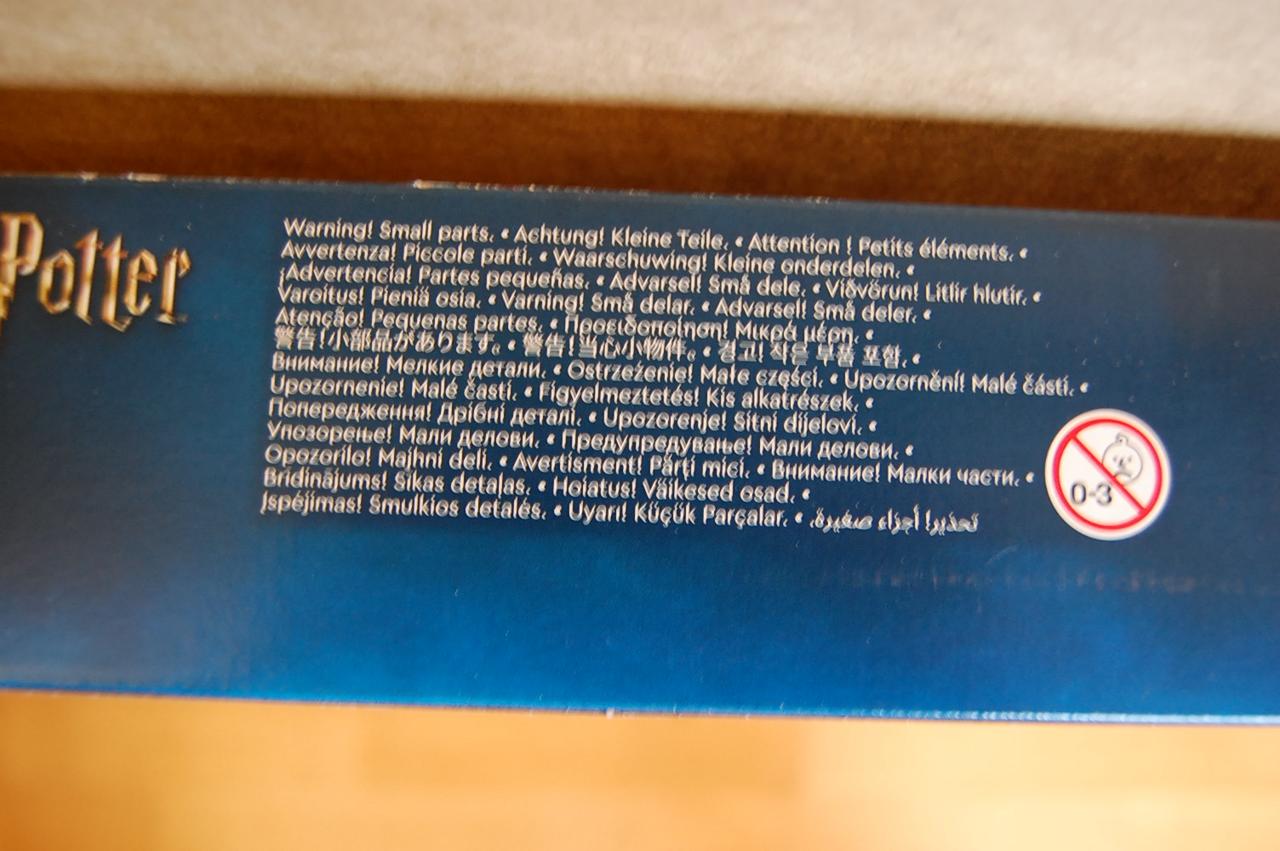 Potter
Warning! Small parts. • Achtung! Kleine Teile. • Attention ! Petits éléments. •
Avvertenza! Piccole parti. • Waarschuwing! Kleine onderdelen. •
¡Advertencia! Partes pequeñas. • Advarsel! Små dele. • Viðvörun! Litlir hlutir. •
Varoitus! Pieniä osia. • Varning! Små delar. • Advarsel! Små deler. •
Atenção! Pequenas partes. • Προειδοποίηση! Μικρά μέρη. •
警告!小部品があります。 • 警告!当心小物件。 • 경고! 작은 부품 포함. •
Внимание! Мелкие детали. • Ostrzeżenie! Małe części. • Upozornění! Malé části. •
Upozornenie! Malé časti. • Figyelmeztetés! Kis alkatrészek. •
Попередження! Дрібні деталі. • Upozorenje! Sitni dijelovi. •
Упозорење! Мали делови. • Предупредување! Мали делови. •
Opozorilo! Majhni deli. • Avertisment! Părți mici. • Внимание! Малки части. •
Brīdinājums! Sīkas detaļas. • Hoiatus! Väikesed osad. •
Įspėjimas! Smulkios detalės. • Uyarı! Küçük Parçalar. • تحذير! أجزاء صغيرة.
0-3